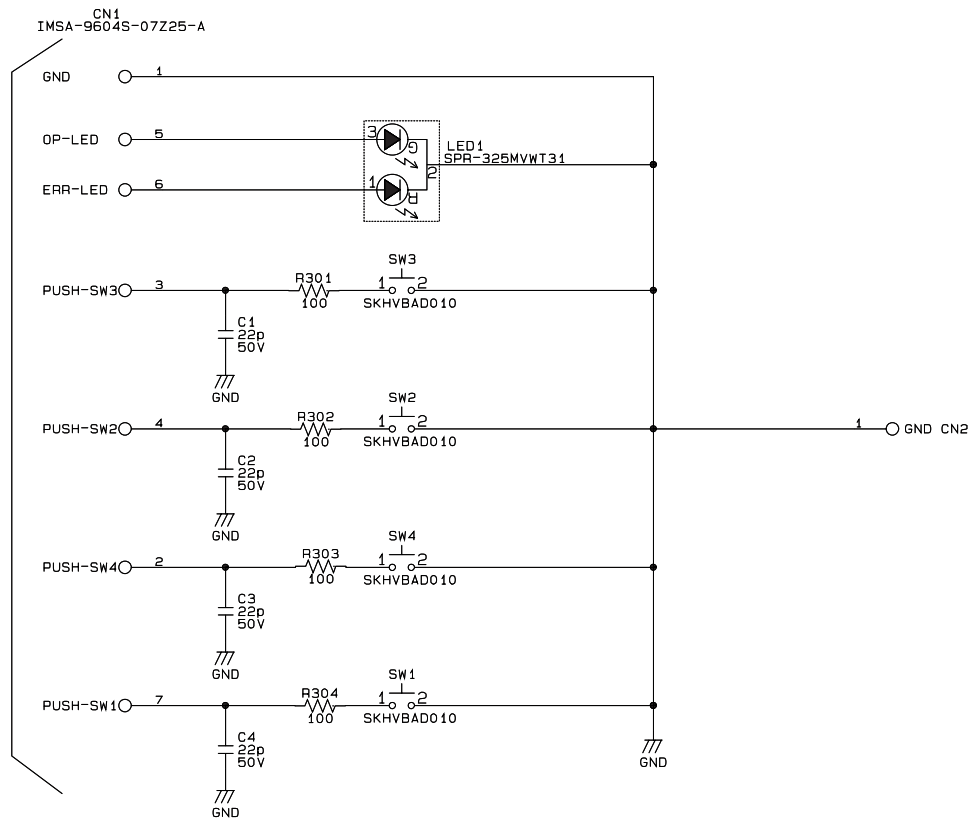 CN1
IMSA-9604S-07Z25-A
GND 1
OP-LED 5
3
G
LED1
SPR-325MVWT31
2
ERR-LED 6
1
R
SW3
R301
PUSH-SW3 3
1 2
100
SKHVBAD010
C1
22p
50V
GND
SW2
R302
PUSH-SW2 4
1 2
100
SKHVBAD010
1 GND CN2
C2
22p
50V
GND
SW4
R303
PUSH-SW4 2
1 2
100
SKHVBAD010
C3
22p
50V
GND
SW1
R304
PUSH-SW1 7
1 2
100
SKHVBAD010
C4
22p
50V
GND
GND